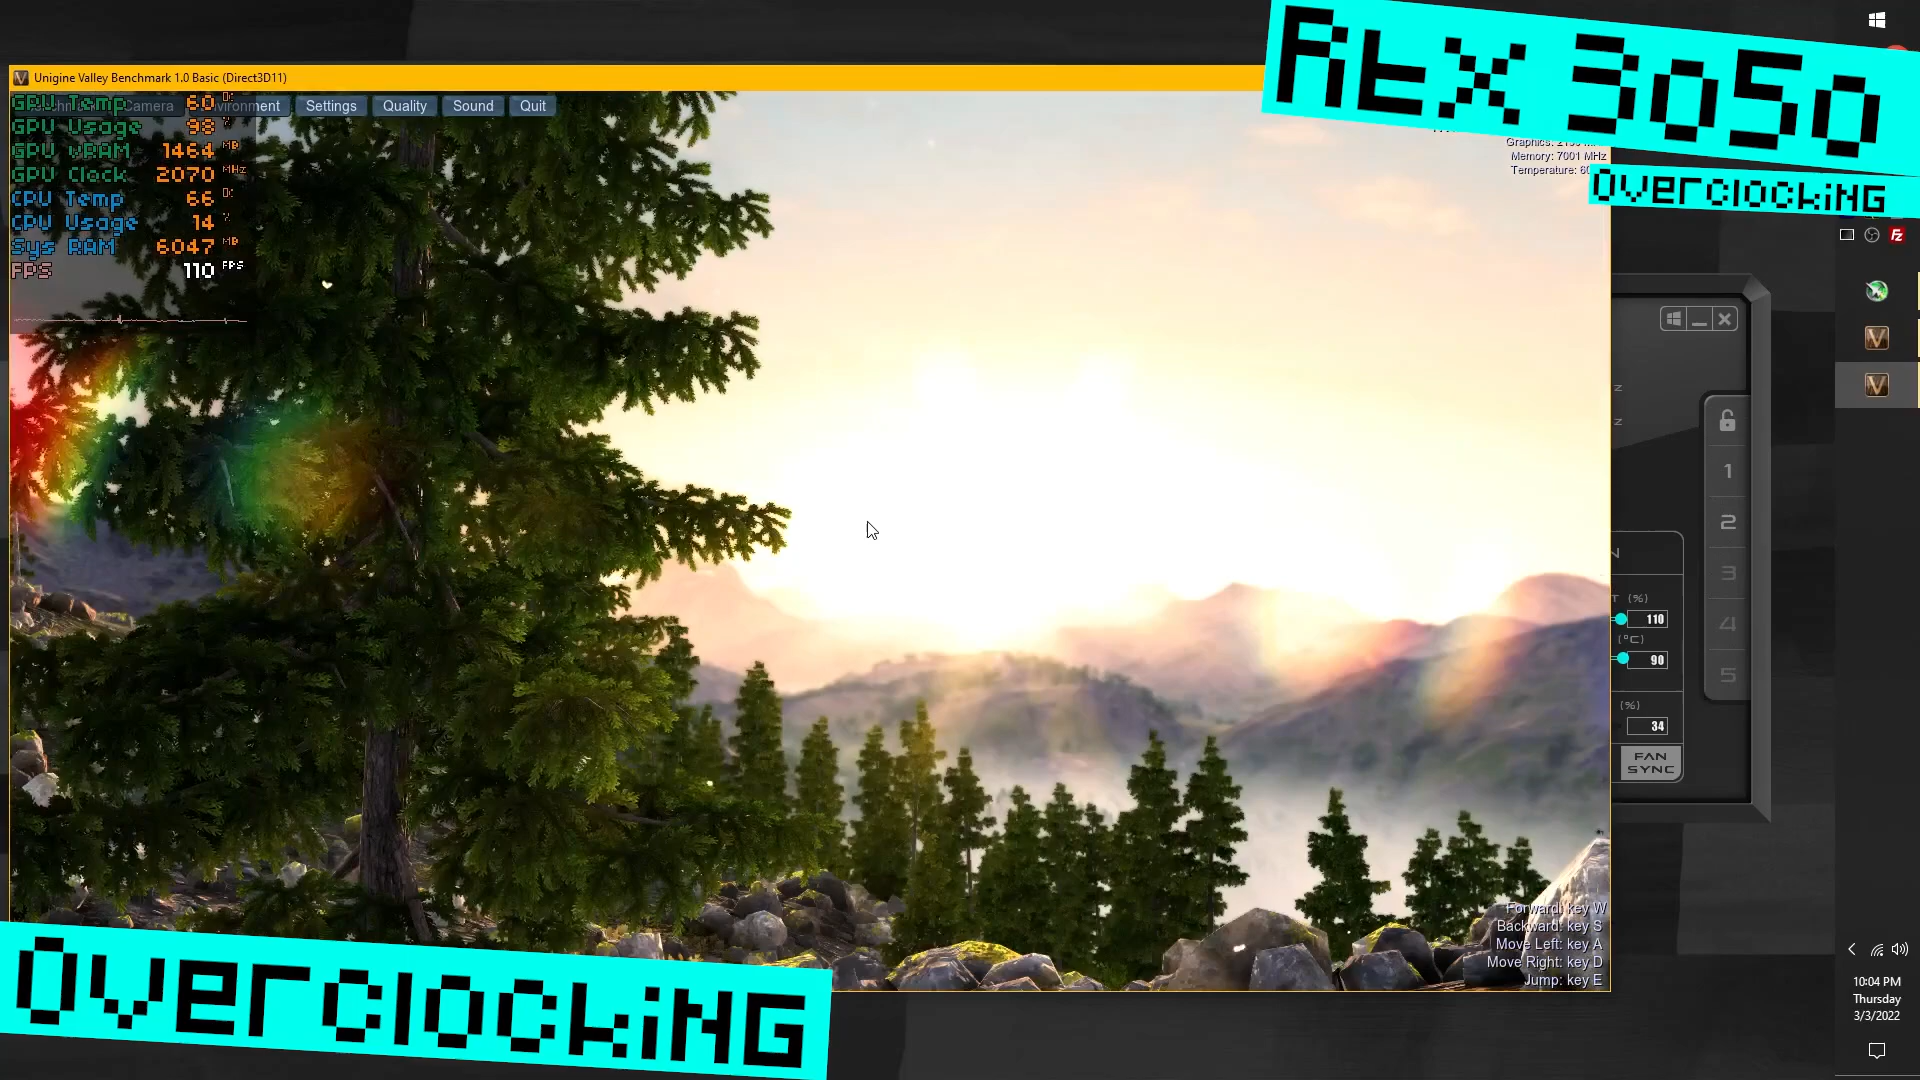 RTX 3050
OverclockiNG
Unigine Valley Benchmark 1.0 Basic (Direct3D11)
Camera
Settings
Quality
Sound
Quit
GPU Temp 60 °C
GPU Usage 98 %
GPU VRAM 1464 MB
GPU Clock 2070 MHz
CPU Temp 66 °C
CPU Usage 14 %
Sys RAM 6047 MB
FPS 110 FPS
Graphics:
Memory: 7001 MHz
Temperature:
1
2
3
4
5
(%)
110
(°C)
90
(%)
34
FAN
SYNC
Forward: key W
Backward: key S
Move Left: key A
Move Right: key D
Jump: key E
OverclockiNG
10:04 PM
Thursday
3/3/2022